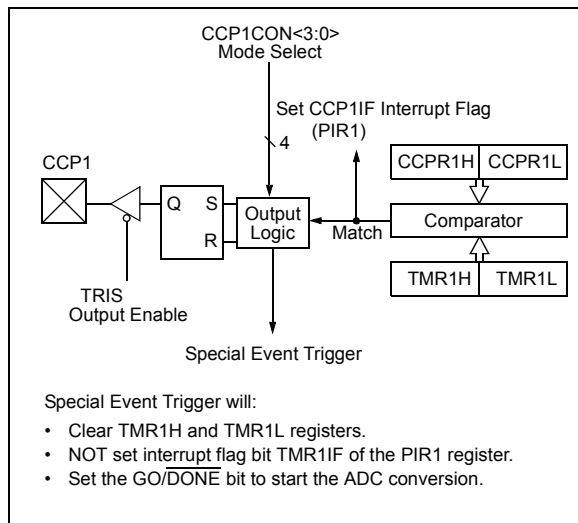 CCP1CON<3:0>
Mode Select
Set CCP1IF Interrupt Flag
(PIR1)
4
CCP1
CCPR1H CCPR1L
Q S
R
Output
Logic
Match
Comparator
TMR1H TMR1L
TRIS
Output Enable
Special Event Trigger
Special Event Trigger will:
• Clear TMR1H and TMR1L registers.
• NOT set interrupt flag bit TMR1IF of the PIR1 register.
• Set the GO/DONE bit to start the ADC conversion.